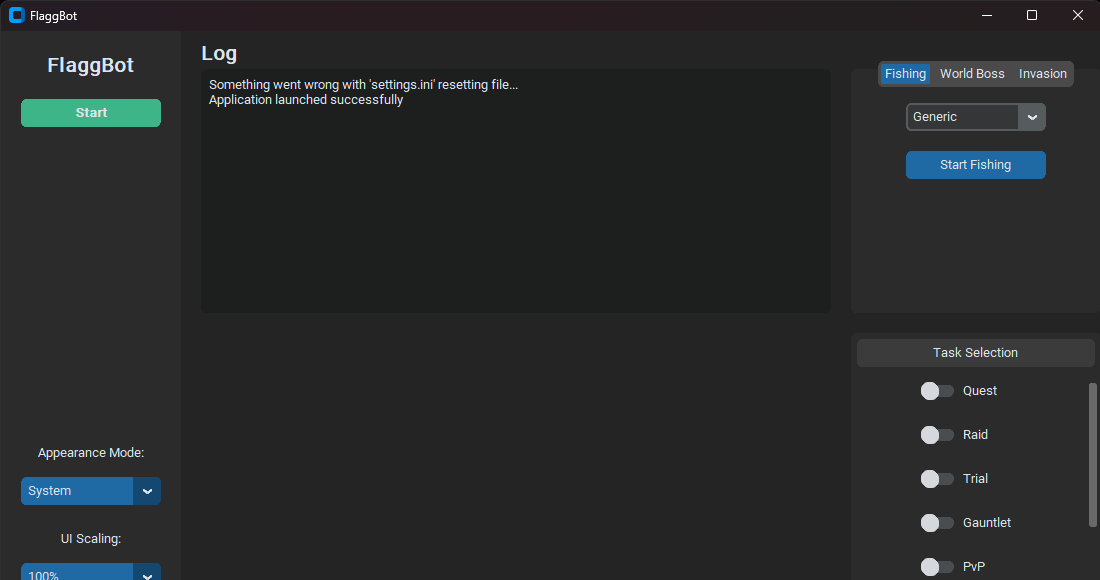 FlaggBot
FlaggBot
Start
Appearance Mode:
System
UI Scaling:
100%
Log
Something went wrong with 'settings.ini' resetting file...
Application launched successfully
Fishing World Boss Invasion
Generic
Start Fishing
Task Selection
Quest
Raid
Trial
Gauntlet
PvP